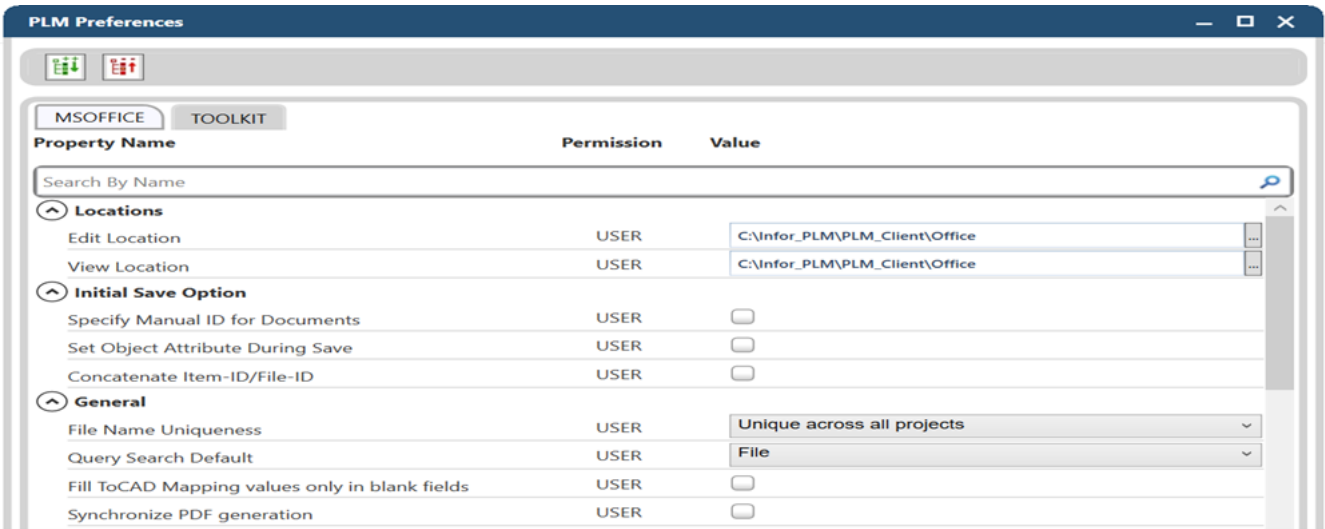 PLM Preferences
MSOFFICE TOOLKIT
Property Name Permission Value
Search By Name
Locations
Edit Location USER C:\Infor_PLM\PLM_Client\Office ...
View Location USER C:\Infor_PLM\PLM_Client\Office ...
Initial Save Option
Specify Manual ID for Documents USER
Set Object Attribute During Save USER
Concatenate Item-ID/File-ID USER
General
File Name Uniqueness USER Unique across all projects
Query Search Default USER File
Fill ToCAD Mapping values only in blank fields USER
Synchronize PDF generation USER